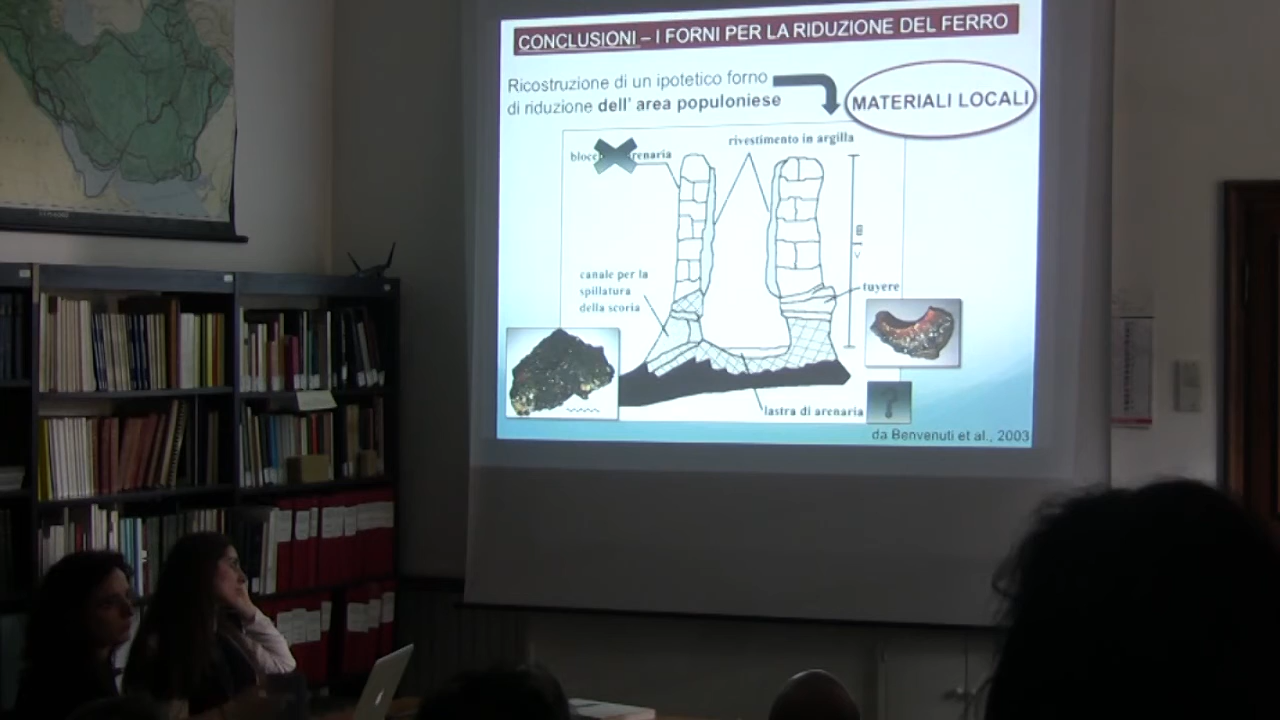 CONCLUSIONI – I FORNI PER LA RIDUZIONE DEL FERRO
Ricostruzione di un ipotetico forno
di riduzione dell' area populoniese
MATERIALI LOCALI
rivestimento in argilla
canale per la
spillatura
della scoria
tuyere
lastra di arenaria
?
da Benvenuti et al., 2003